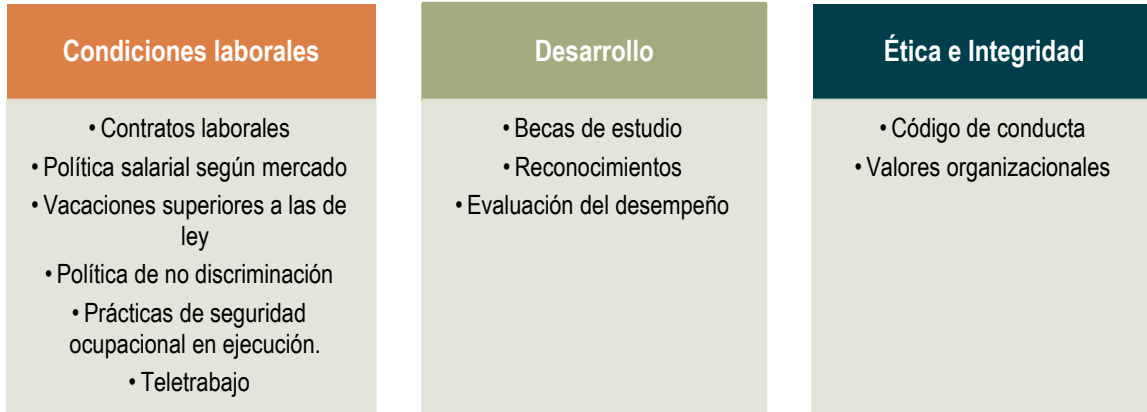 Condiciones laborales
• Contratos laborales
• Política salarial según mercado
• Vacaciones superiores a las de
ley
• Política de no discriminación
• Prácticas de seguridad
ocupacional en ejecución.
• Teletrabajo
Desarrollo
• Becas de estudio
• Reconocimientos
• Evaluación del desempeño
Ética e Integridad
• Código de conducta
• Valores organizacionales